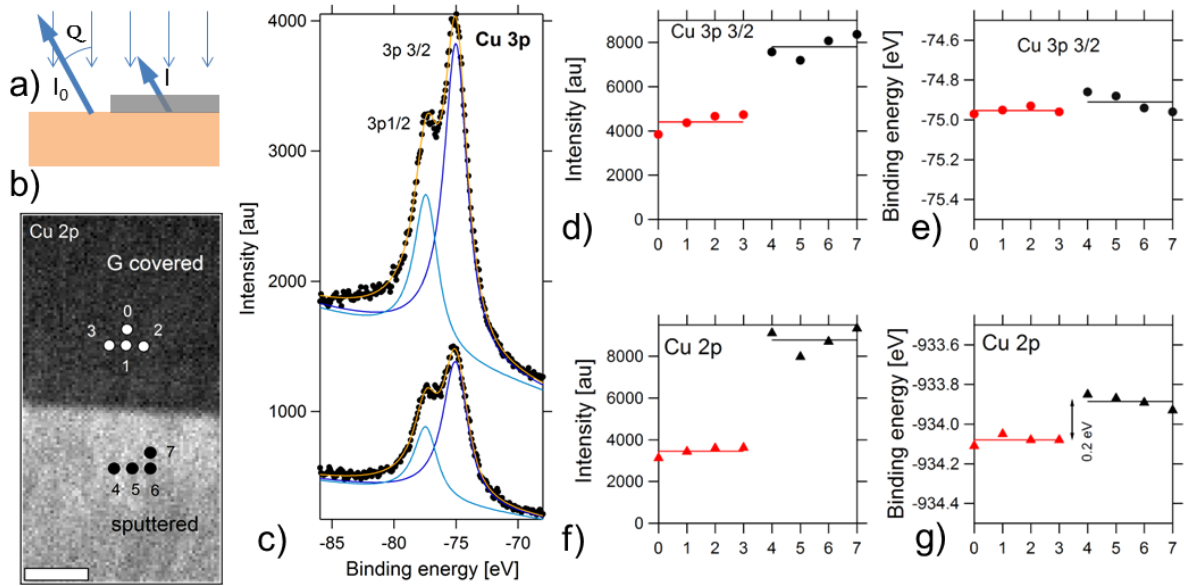 a)
Q
I₀
I
b)
Cu 2p
G covered
0
3
2
1
7
4
5
6
sputtered
c)
Cu 3p
3p 3/2
3p1/2
Intensity [au]
4000
3000
2000
1000
-85
-80
-75
-70
Binding energy [eV]
d)
Cu 3p 3/2
Intensity [au]
8000
6000
4000
2000
0
0 1 2 3 4 5 6 7
e)
Cu 3p 3/2
Binding energy [eV]
-74.6
-74.8
-75.0
-75.2
-75.4
0 1 2 3 4 5 6 7
f)
Cu 2p
Intensity [au]
8000
6000
4000
2000
0
0 1 2 3 4 5 6 7
g)
Cu 2p
Binding energy [eV]
-933.6
-933.8
-934.0
-934.2
-934.4
0.2 eV
0 1 2 3 4 5 6 7